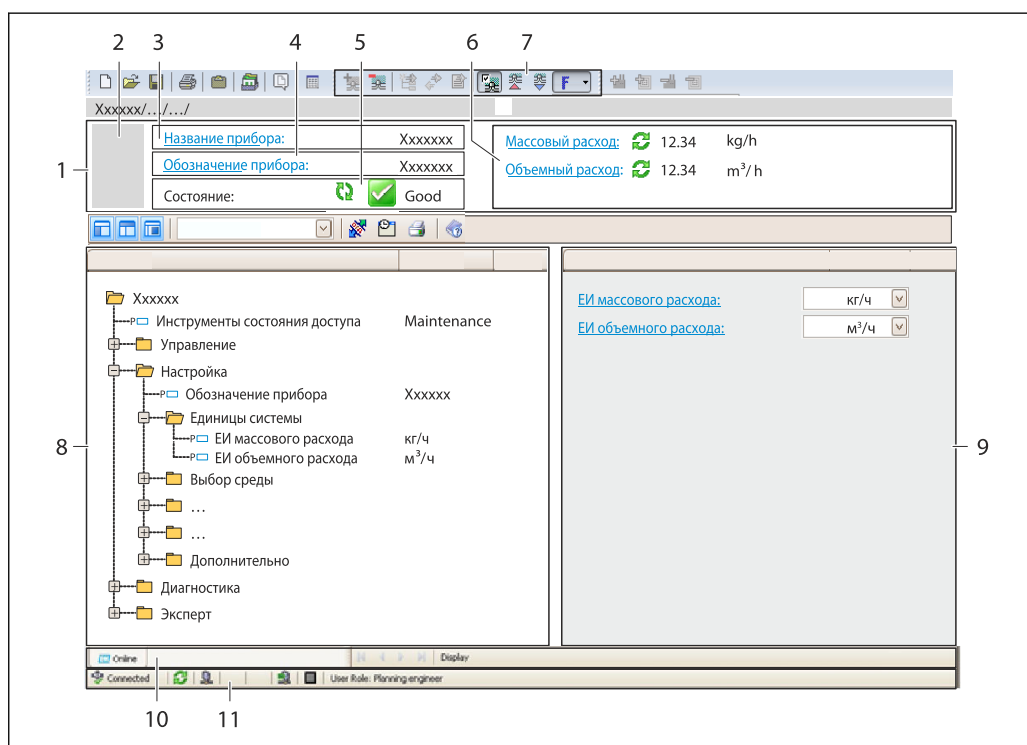 2 3 4 5 6 7
F
Xxxxxx/.../.../
1
Название прибора: Xxxxxxx
Обозначение прибора: Xxxxxxx
Состояние: Good
Массовый расход: 12.34 kg/h
Объемный расход: 12.34 m³/h
Xxxxxx
P Инструменты состояния доступа Maintenance
Управление
Настройка
P Обозначение прибора Xxxxxx
Единицы системы
P ЕИ массового расхода кг/ч
P ЕИ объемного расхода м³/ч
Выбор среды
...
...
Дополнительно
Диагностика
Эксперт
8
ЕИ массового расхода: кг/ч
ЕИ объемного расхода: м³/ч
9
Online Display
Connected User Role: Planning engineer
10 11